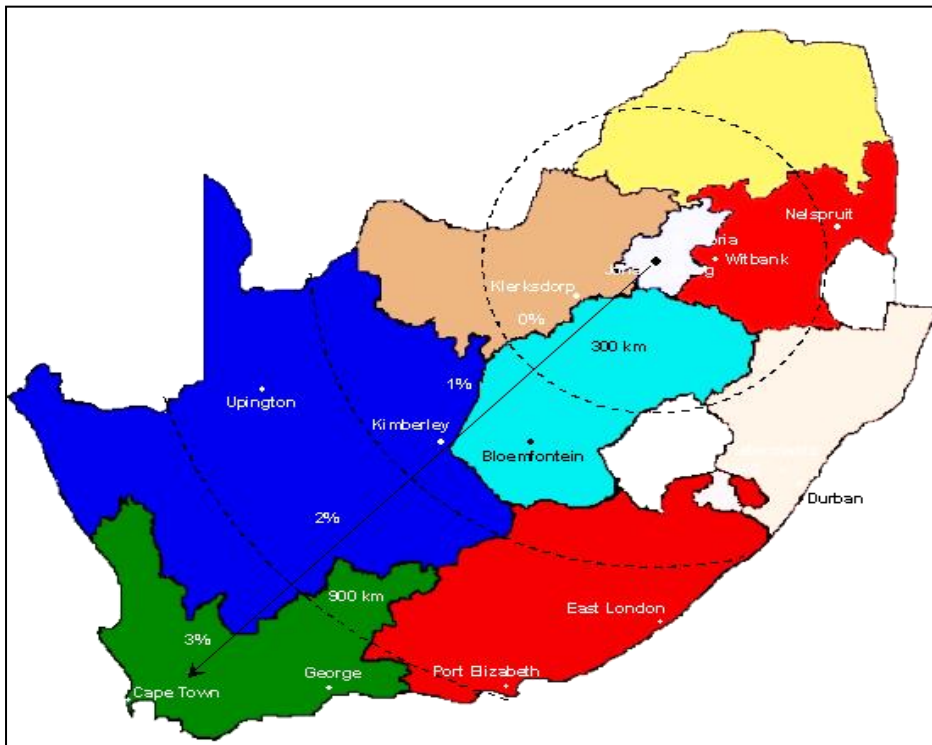 Nelspruit
Witbank
Klerksdorp
0%
300 km
1%
Upington
Kimberley
Bloemfontein
Durban
2%
900 km
East London
3%
Port Elizabeth
George
Cape Town